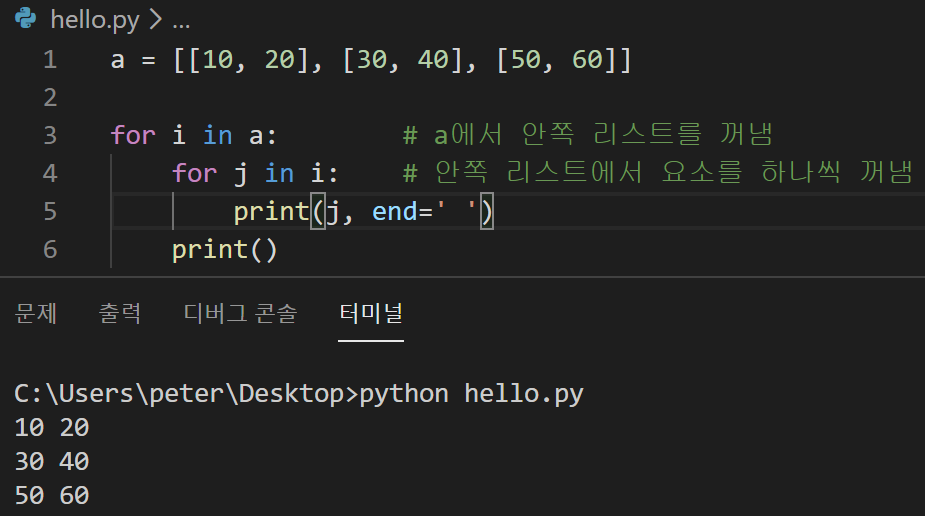 hello.py > ...
1 a = [[10, 20], [30, 40], [50, 60]]
2
3 for i in a:        # a에서 안쪽 리스트를 꺼냄
4     for j in i:    # 안쪽 리스트에서 요소를 하나씩 꺼냄
5         print(j, end=' ')
6     print()
문제 출력 디버그 콘솔 터미널
C:\Users\peter\Desktop>python hello.py
10 20
30 40
50 60